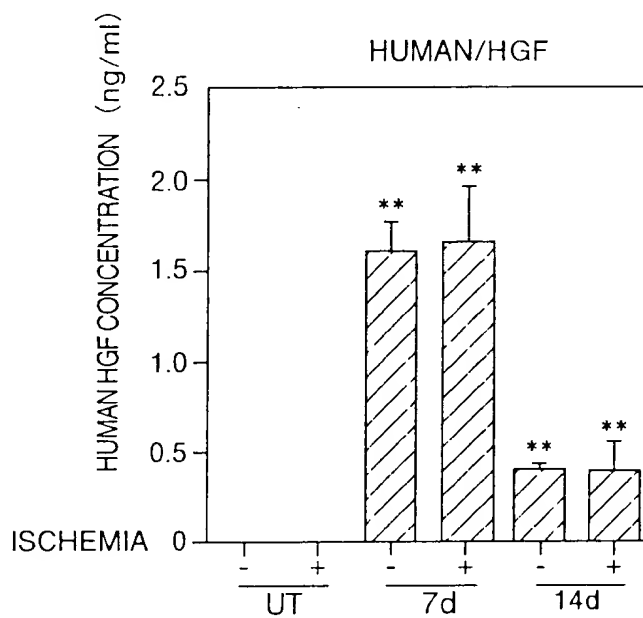 HUMAN/HGF
HUMAN HGF CONCENTRATION (ng/ml)
2.5
2.0
1.5
1.0
0.5
0
** ** ** **
ISCHEMIA
- + - + - +
UT 7d 14d